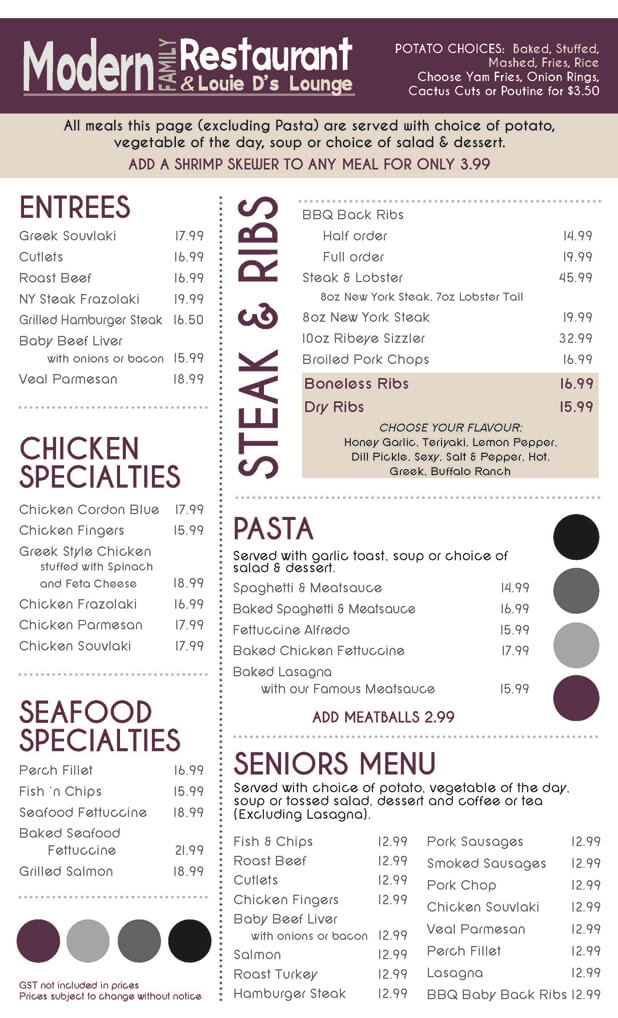 Modern FAMILY Restaurant
& Louie D's Lounge
POTATO CHOICES: Baked, Stuffed,
Mashed, Fries, Rice
Choose Yam Fries, Onion Rings,
Cactus Cuts or Poutine for $3.50
All meals this page (excluding Pasta) are served with choice of potato,
vegetable of the day, soup or choice of salad & dessert.
ADD A SHRIMP SKEWER TO ANY MEAL FOR ONLY 3.99
ENTREES
Greek Souvlaki 17.99
Cutlets 16.99
Roast Beef 16.99
NY Steak Frazolaki 19.99
Grilled Hamburger Steak 16.50
Baby Beef Liver
with onions or bacon 15.99
Veal Parmesan 18.99
CHICKEN
SPECIALTIES
Chicken Cordon Blue 17.99
Chicken Fingers 15.99
Greek Style Chicken
stuffed with Spinach
and Feta Cheese 18.99
Chicken Frazolaki 16.99
Chicken Parmesan 17.99
Chicken Souvlaki 17.99
SEAFOOD
SPECIALTIES
Perch Fillet 16.99
Fish 'n Chips 15.99
Seafood Fettuccine 18.99
Baked Seafood
Fettuccine 21.99
Grilled Salmon 18.99
GST not included in prices
Prices subject to change without notice
STEAK & RIBS
BBQ Back Ribs
Half order 14.99
Full order 19.99
Steak & Lobster 45.99
8oz New York Steak, 7oz Lobster Tail
8oz New York Steak 19.99
10oz Ribeye Sizzler 32.99
Broiled Pork Chops 16.99
Boneless Ribs 16.99
Dry Ribs 15.99
CHOOSE YOUR FLAVOUR:
Honey Garlic, Teriyaki, Lemon Pepper,
Dill Pickle, Sexy, Salt & Pepper, Hot,
Greek, Buffalo Ranch
PASTA
Served with garlic toast, soup or choice of
salad & dessert.
Spaghetti & Meatsauce 14.99
Baked Spaghetti & Meatsauce 16.99
Fettuccine Alfredo 15.99
Baked Chicken Fettuccine 17.99
Baked Lasagna
with our Famous Meatsauce 15.99
ADD MEATBALLS 2.99
SENIORS MENU
Served with choice of potato, vegetable of the day,
soup or tossed salad, dessert and coffee or tea
(Excluding Lasagna).
Fish & Chips 12.99
Roast Beef 12.99
Cutlets 12.99
Chicken Fingers 12.99
Baby Beef Liver
with onions or bacon 12.99
Salmon 12.99
Roast Turkey 12.99
Hamburger Steak 12.99
Pork Sausages 12.99
Smoked Sausages 12.99
Pork Chop 12.99
Chicken Souvlaki 12.99
Veal Parmesan 12.99
Perch Fillet 12.99
Lasagna 12.99
BBQ Baby Back Ribs 12.99